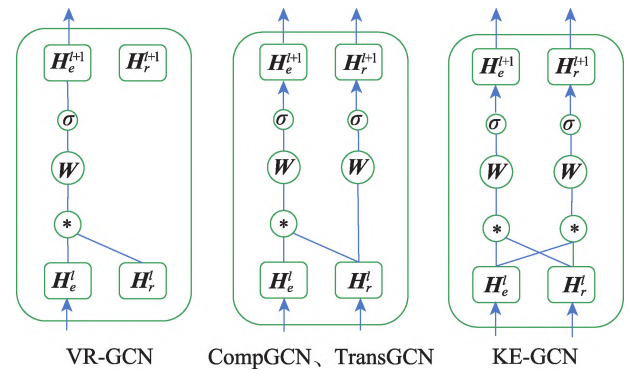 H_e^{l+1} H_r^{l+1} H_e^{l+1} H_r^{l+1} H_e^{l+1} H_r^{l+1}
σ σ σ σ σ
W W W W W
* * * *
H_e^l H_r^l H_e^l H_r^l H_e^l H_r^l
VR-GCN CompGCN、TransGCN KE-GCN